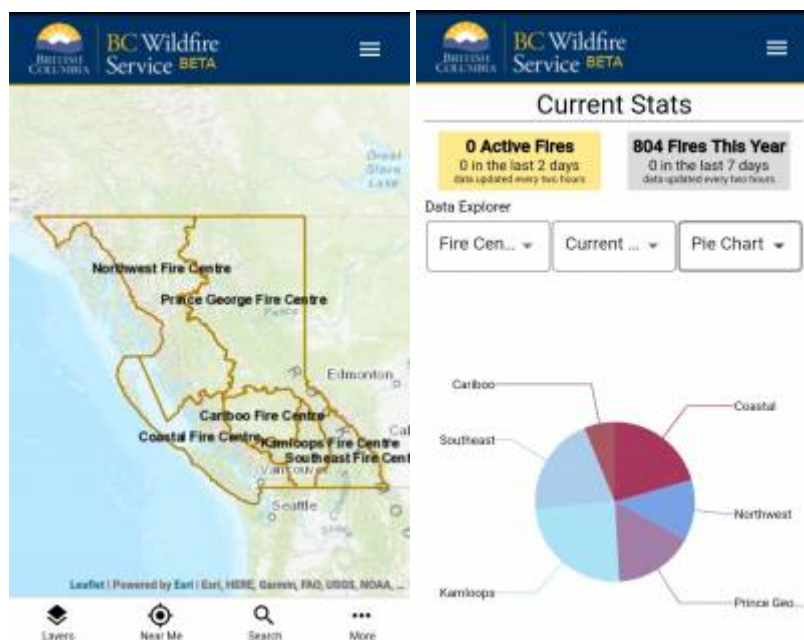 BRITISH
COLUMBIA
BC Wildfire
Service BETA
Great
Slave
Lake
Northwest Fire Centre
Prince George Fire Centre
Peace
Edmonton
Cariboo Fire Centre
Coastal Fire Centre
Kamloops Fire Centre
Southeast Fire Cent
Cal
Vancouver
Seattle
Leaflet | Powered by Esri | Esri, HERE, Garmin, FAO, USGS, NOAA, ...
Layers
Near Me
Search
More
BRITISH
COLUMBIA
BC Wildfire
Service BETA
Current Stats
0 Active Fires
0 in the last 2 days
data updated every two hours
804 Fires This Year
0 in the last 7 days
data updated every two hours
Data Explorer
Fire Cen...
Current ...
Pie Chart
Cariboo
Coastal
Southeast
Northwest
Kamloops
Prince Geo...